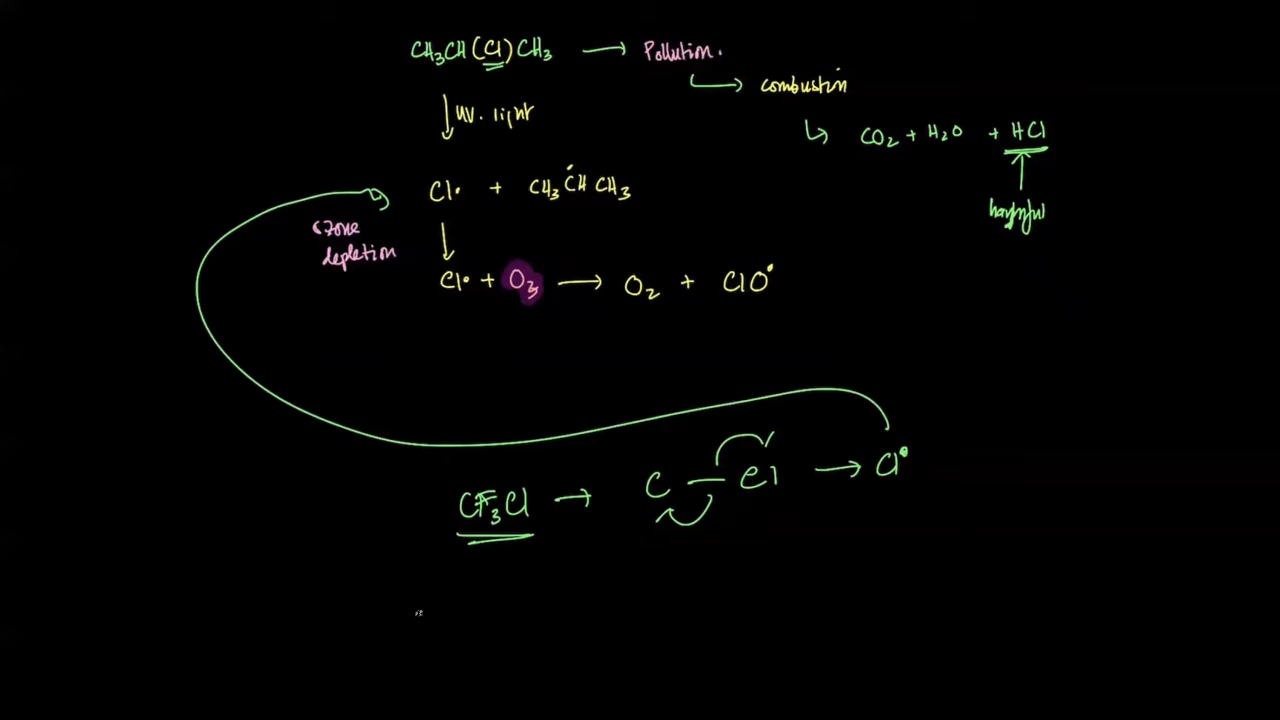 CH₃CH(Cl)CH₃ → Pollution.
↳ combustin
↓ UV. light
↳ CO₂ + H₂O + HCl
Cl• + CH₃ĊHCH₃
harmful
ozone
depletion
Cl• + O₃ → O₂ + ClO•
CF₃Cl → C — Cl → Cl•